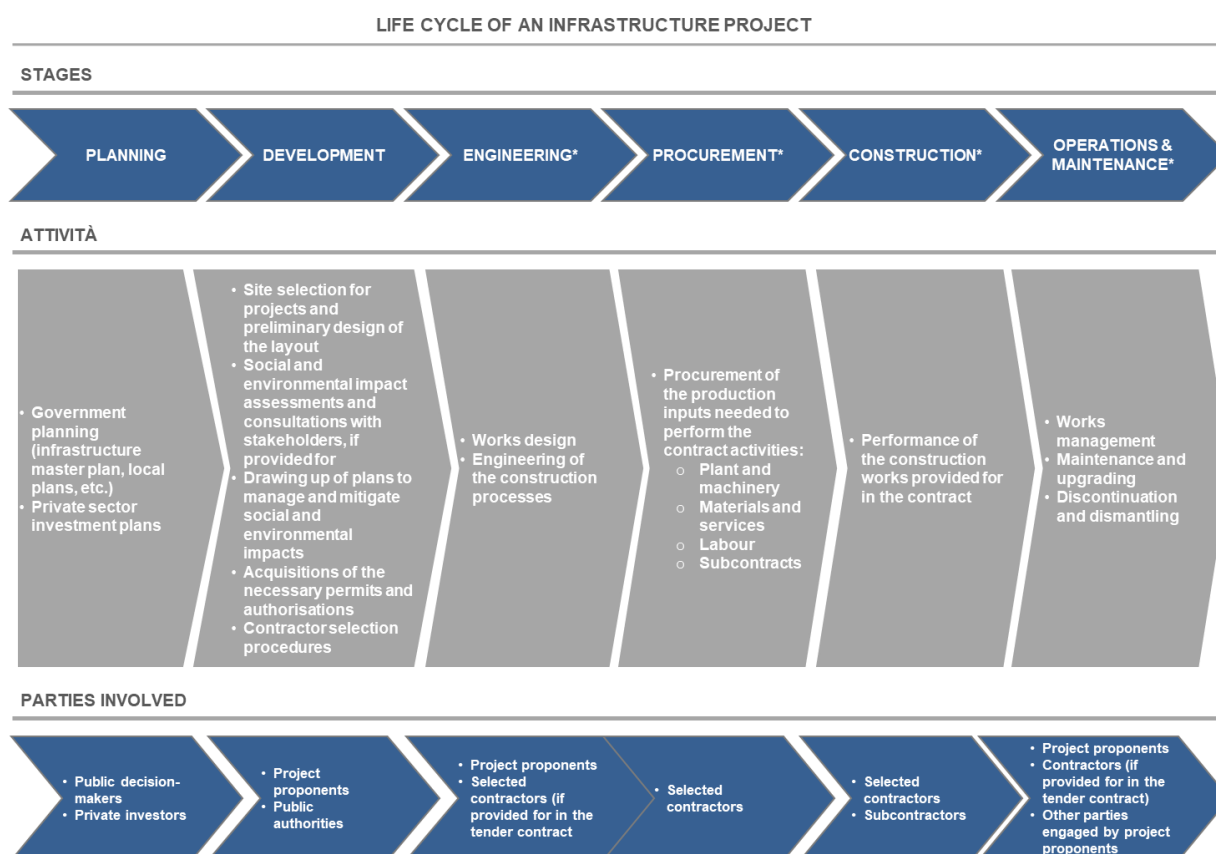 LIFE CYCLE OF AN INFRASTRUCTURE PROJECT
STAGES
PLANNING
DEVELOPMENT
ENGINEERING*
PROCUREMENT*
CONSTRUCTION*
OPERATIONS &
MAINTENANCE*
ATTIVITÀ
• Government
planning
(infrastructure
master plan, local
plans, etc.)
• Private sector
investment plans
• Site selection for
projects and
preliminary design of
the layout
• Social and
environmental impact
assessments and
consultations with
stakeholders, if
provided for
• Drawing up of plans to
manage and mitigate
social and
environmental
impacts
• Acquisitions of the
necessary permits and
authorisations
• Contractor selection
procedures
• Works design
• Engineering of
the construction
processes
• Procurement of
the production
inputs needed to
perform the
contract activities:
o Plant and
machinery
o Materials and
services
o Labour
o Subcontracts
• Performance of
the construction
works provided for
in the contract
• Works
management
• Maintenance and
upgrading
• Discontinuation
and dismantling
PARTIES INVOLVED
• Public decision-
makers
• Private investors
• Project
proponents
• Public
authorities
• Project proponents
• Selected
contractors (if
provided for in the
tender contract
• Selected
contractors
• Selected
contractors
• Subcontractors
• Project proponents
• Contractors (if
provided for in the
tender contract)
• Other parties
engaged by project
proponents